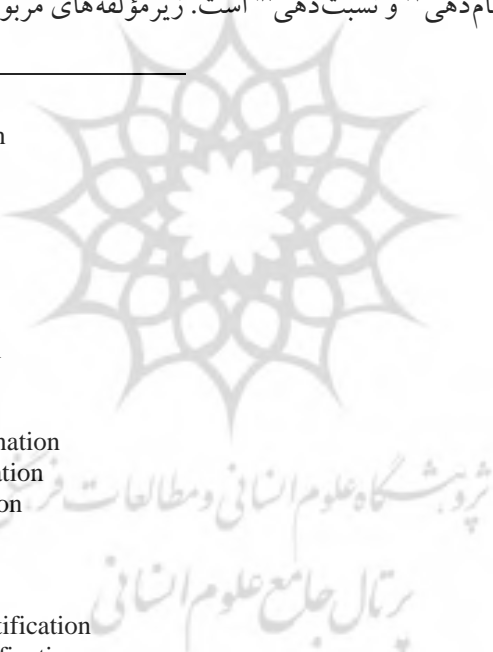 ام‌دهی و نسبت‌دهی است. زیرمؤلفه‌های مربو
n
nation
ation
on
پژوهشگاه علوم انسانی و مطالعات فرهنگی
پرتال جامع علوم انسانی
tification